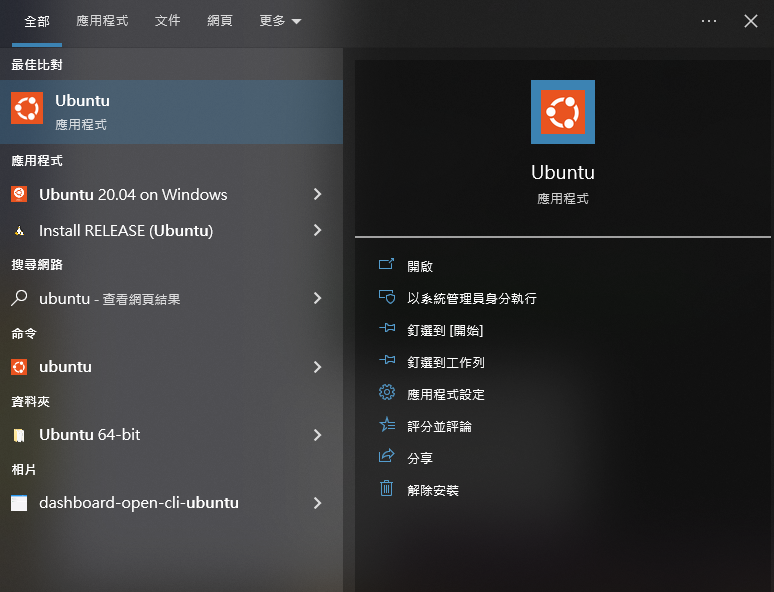 全部 應用程式 文件 網頁 更多
最佳比對
Ubuntu
應用程式
應用程式
Ubuntu 20.04 on Windows
Install RELEASE (Ubuntu)
搜尋網路
ubuntu - 查看網頁結果
命令
ubuntu
資料夾
Ubuntu 64-bit
相片
dashboard-open-cli-ubuntu
Ubuntu
應用程式
開啟
以系統管理員身分執行
釘選到 [開始]
釘選到工作列
應用程式設定
評分並評論
分享
解除安裝